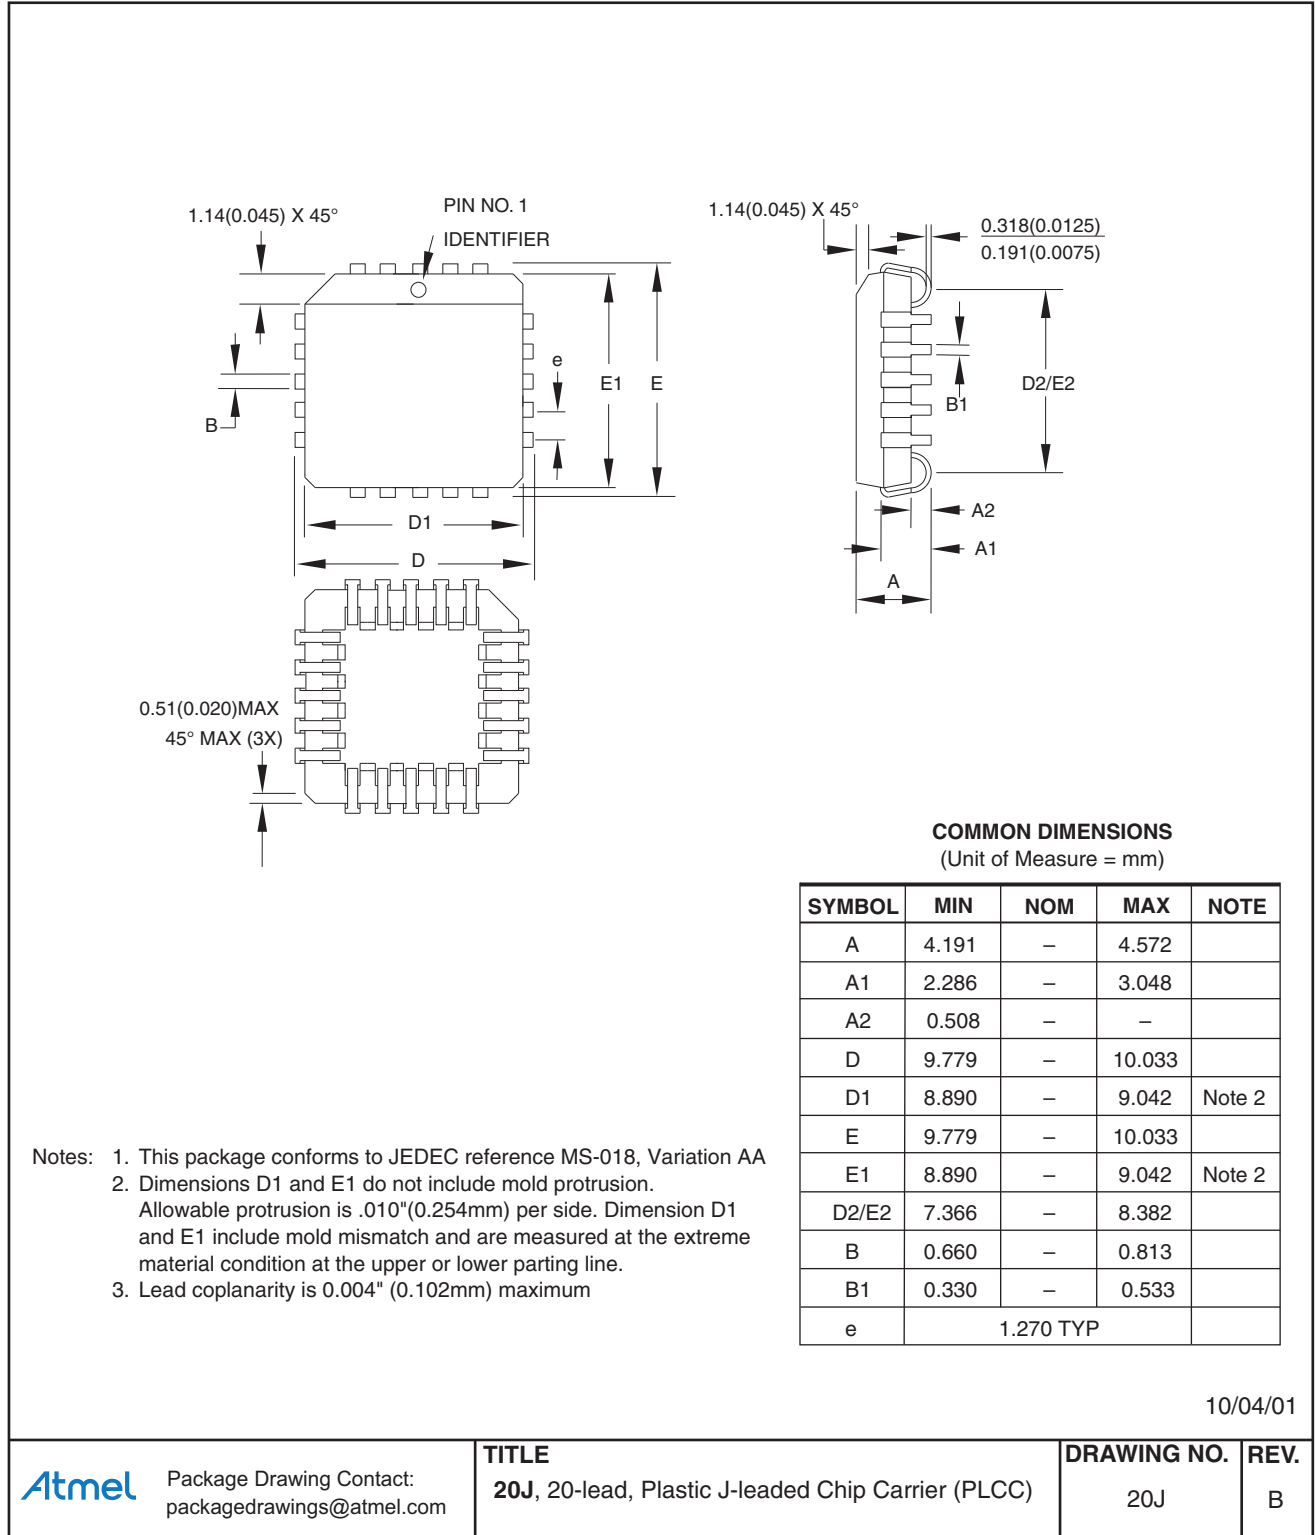 1.14(0.045) X 45°
PIN NO. 1
IDENTIFIER
1.14(0.045) X 45°
0.318(0.0125)
0.191(0.0075)
e
E1
E
B
D2/E2
B1
D1
D
A2
A1
A
0.51(0.020)MAX
45° MAX (3X)
COMMON DIMENSIONS
(Unit of Measure = mm)
SYMBOL MIN NOM MAX NOTE
A 4.191 – 4.572
A1 2.286 – 3.048
A2 0.508 – –
D 9.779 – 10.033
D1 8.890 – 9.042 Note 2
E 9.779 – 10.033
E1 8.890 – 9.042 Note 2
D2/E2 7.366 – 8.382
B 0.660 – 0.813
B1 0.330 – 0.533
e 1.270 TYP
Notes: 1. This package conforms to JEDEC reference MS-018, Variation AA
2. Dimensions D1 and E1 do not include mold protrusion.
Allowable protrusion is .010"(0.254mm) per side. Dimension D1
and E1 include mold mismatch and are measured at the extreme
material condition at the upper or lower parting line.
3. Lead coplanarity is 0.004" (0.102mm) maximum
10/04/01
Atmel
Package Drawing Contact:
packagedrawings@atmel.com
TITLE
20J, 20-lead, Plastic J-leaded Chip Carrier (PLCC)
DRAWING NO.
20J
REV.
B